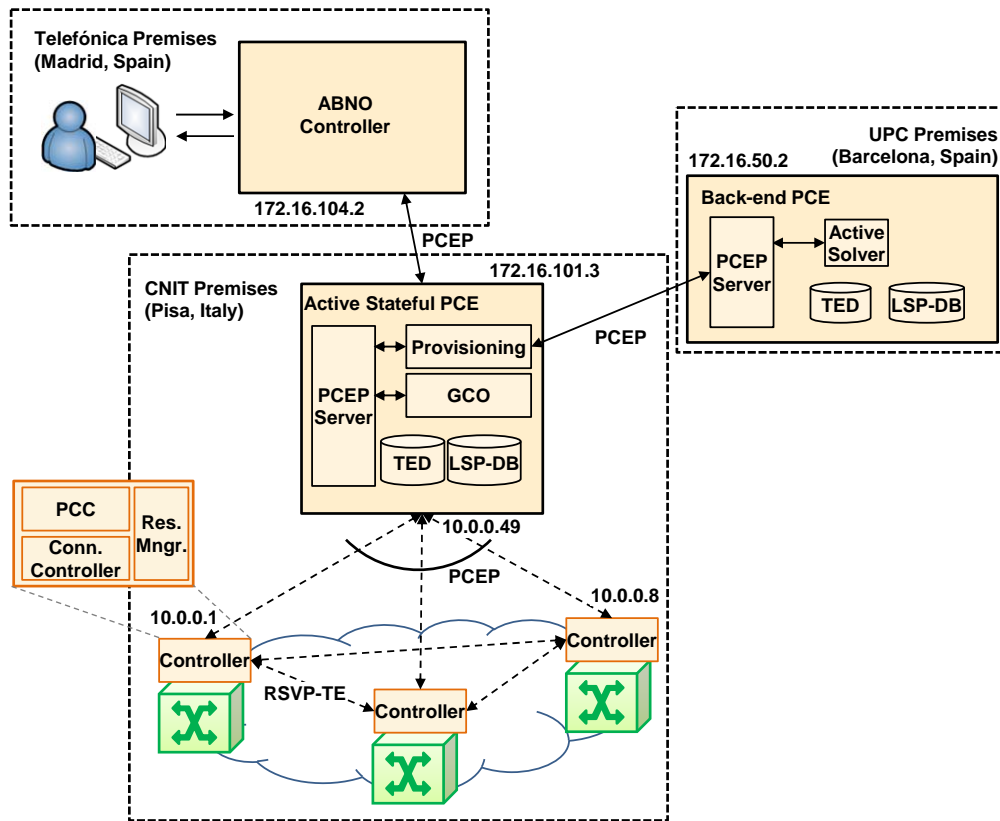 Telefónica Premises
(Madrid, Spain)
ABNO
Controller
172.16.104.2
PCEP
UPC Premises
(Barcelona, Spain)
172.16.50.2
Back-end PCE
PCEP
Server
Active
Solver
TED
LSP-DB
PCEP
CNIT Premises
(Pisa, Italy)
172.16.101.3
Active Stateful PCE
PCEP
Server
Provisioning
GCO
TED
LSP-DB
10.0.0.49
PCEP
PCC
Conn.
Controller
Res.
Mngr.
10.0.0.1
10.0.0.8
Controller
Controller
RSVP-TE
Controller